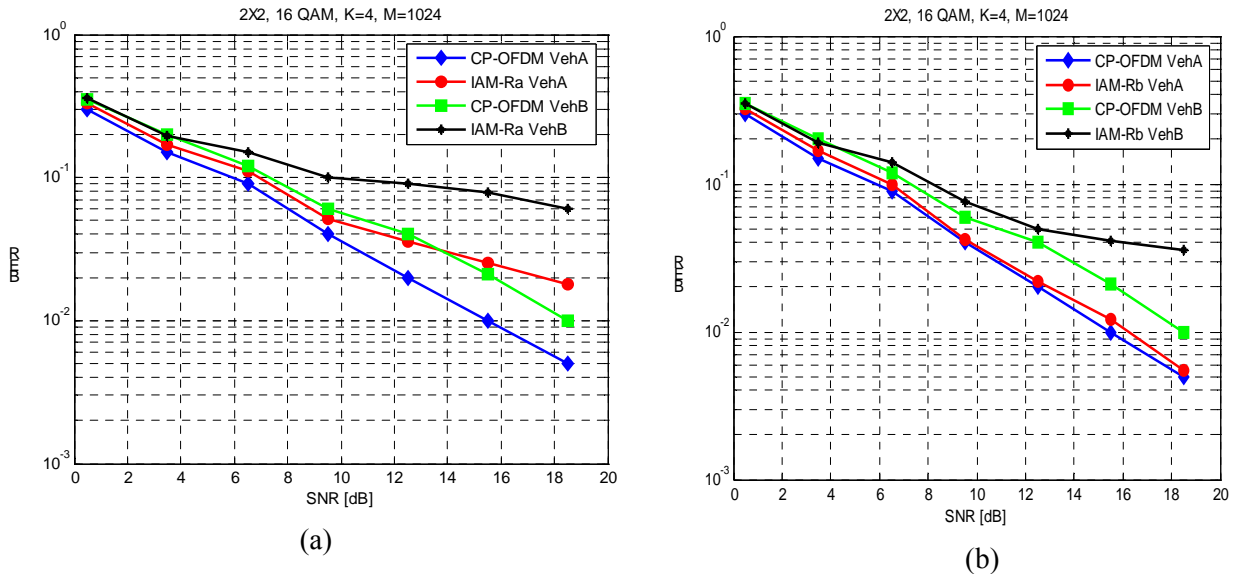 2X2, 16 QAM, K=4, M=1024
10^0
10^-1
10^-2
10^-3
BER
CP-OFDM VehA
IAM-Ra VehA
CP-OFDM VehB
IAM-Ra VehB
0 2 4 6 8 10 12 14 16 18 20
SNR [dB]
(a)
2X2, 16 QAM, K=4, M=1024
10^0
10^-1
10^-2
10^-3
BER
CP-OFDM VehA
IAM-Rb VehA
CP-OFDM VehB
IAM-Rb VehB
0 2 4 6 8 10 12 14 16 18 20
SNR [dB]
(b)